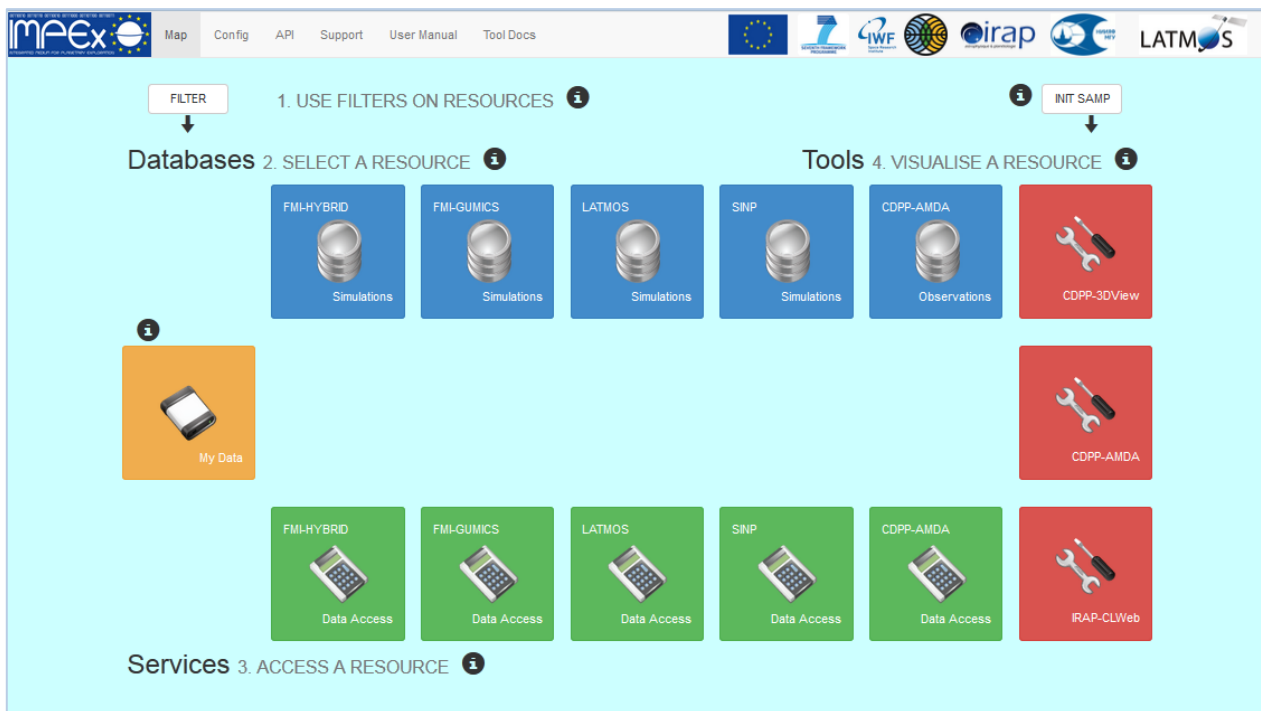 IMPEx
Map Config API Support User Manual Tool Docs
SEVENTH FRAMEWORK
PROGRAMME
IWF
irap
LATMOS
FILTER
1. USE FILTERS ON RESOURCES
INIT SAMP
Databases 2. SELECT A RESOURCE
Tools 4. VISUALISE A RESOURCE
FMI-HYBRID
Simulations
FMI-GUMICS
Simulations
LATMOS
Simulations
SINP
Simulations
CDPP-AMDA
Observations
CDPP-3DView
My Data
CDPP-AMDA
FMI-HYBRID
Data Access
FMI-GUMICS
Data Access
LATMOS
Data Access
SINP
Data Access
CDPP-AMDA
Data Access
IRAP-CLWeb
Services 3. ACCESS A RESOURCE